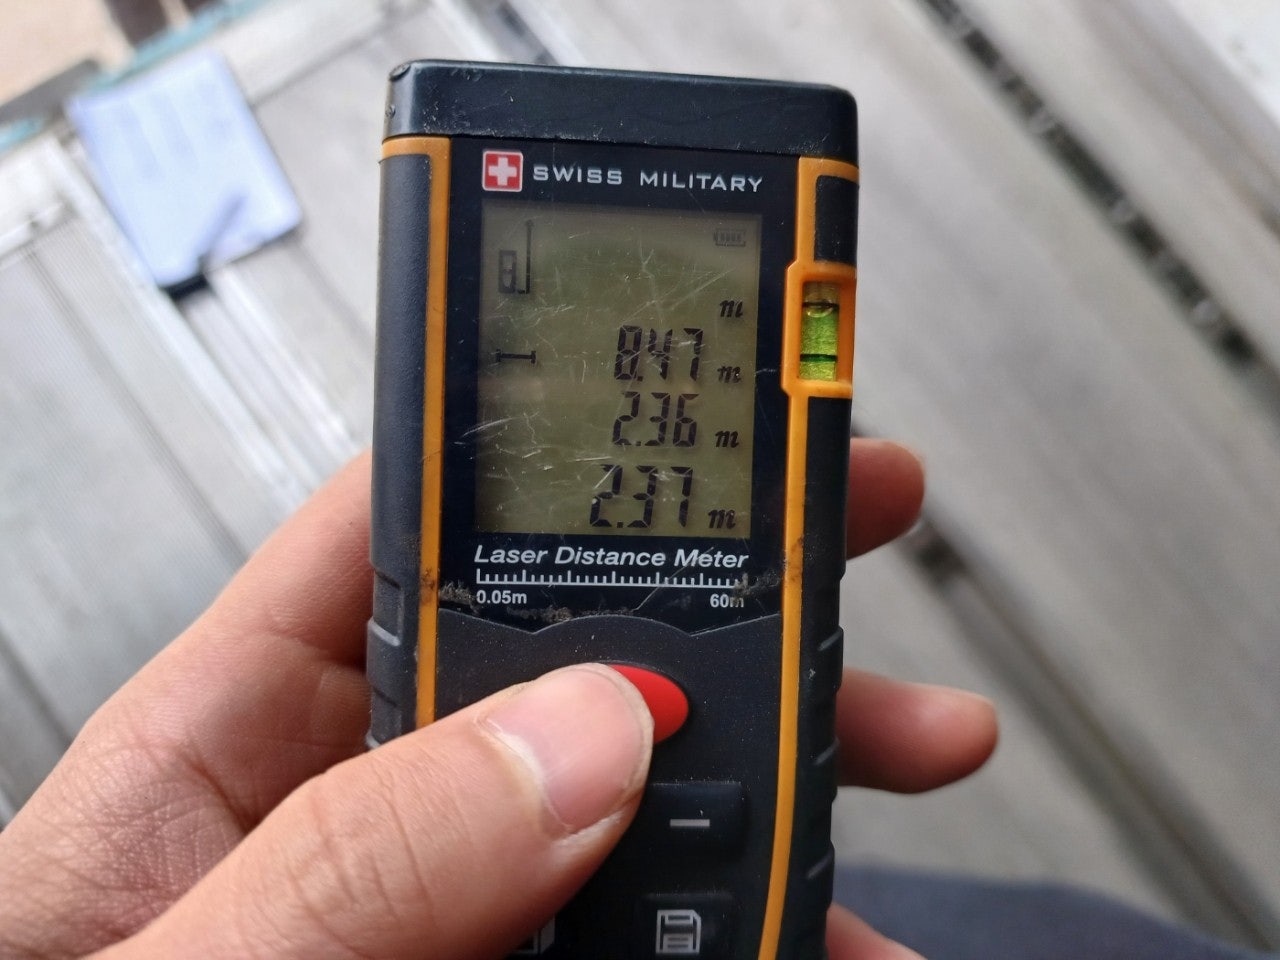 SWISS MILITARY
m
8.47 m
2.36 m
2.37 m
Laser Distance Meter
0.05m 60m